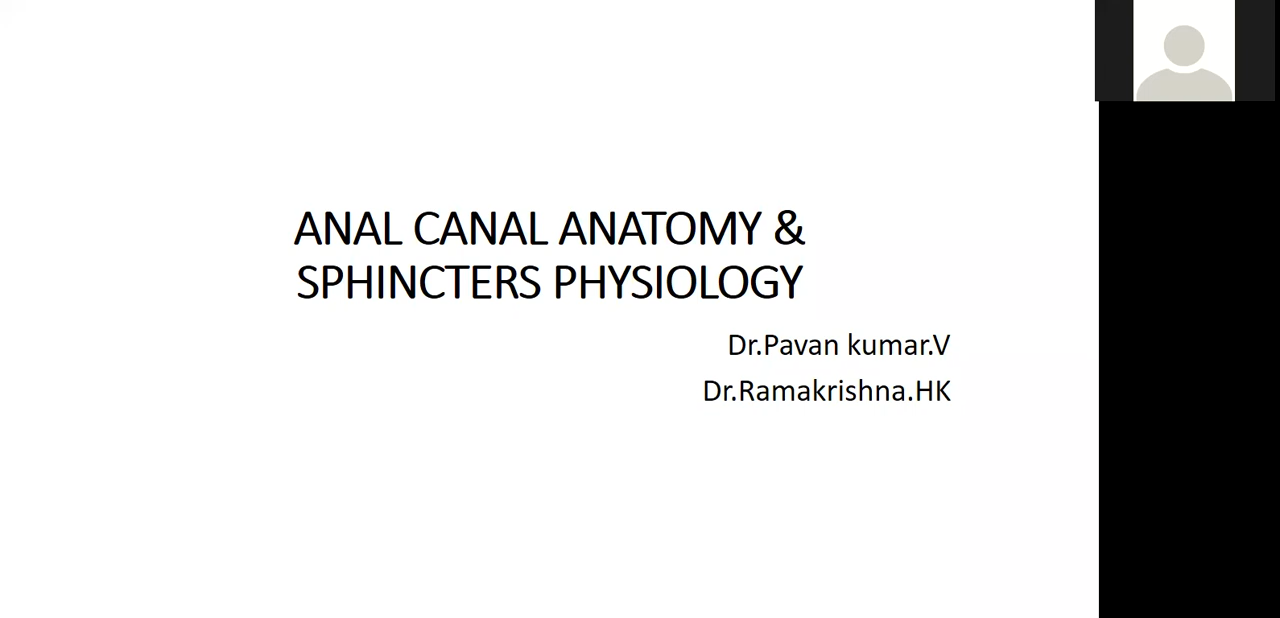 ANAL CANAL ANATOMY &
SPHINCTERS PHYSIOLOGY
Dr.Pavan kumar.V
Dr.Ramakrishna.HK